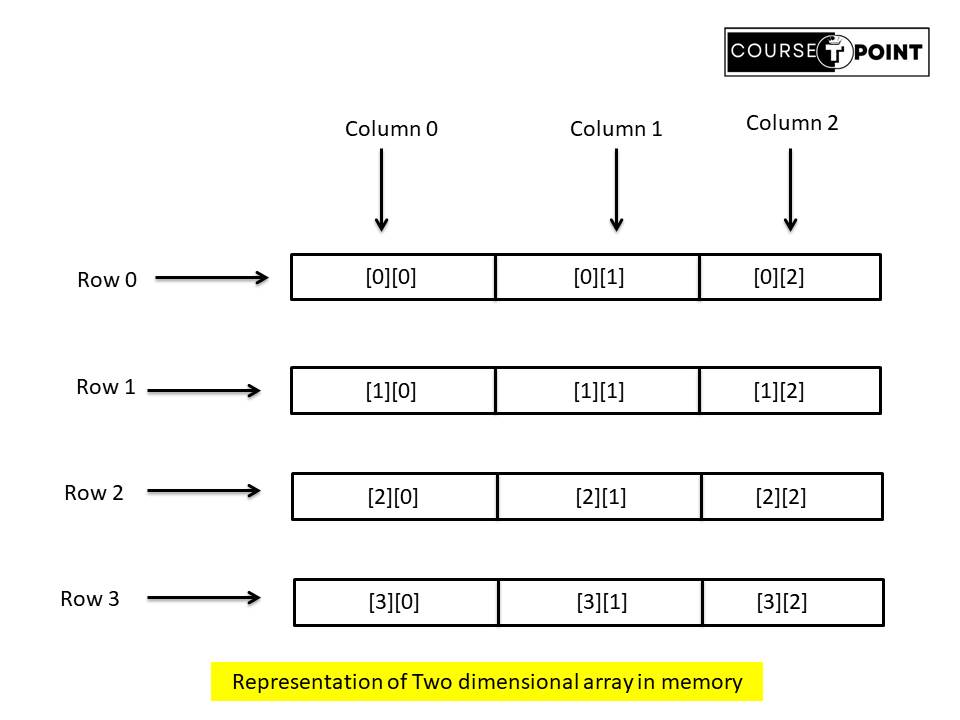 COURSE T POINT
Column 0 Column 1 Column 2
Row 0 [0][0] [0][1] [0][2]
Row 1 [1][0] [1][1] [1][2]
Row 2 [2][0] [2][1] [2][2]
Row 3 [3][0] [3][1] [3][2]
Representation of Two dimensional array in memory